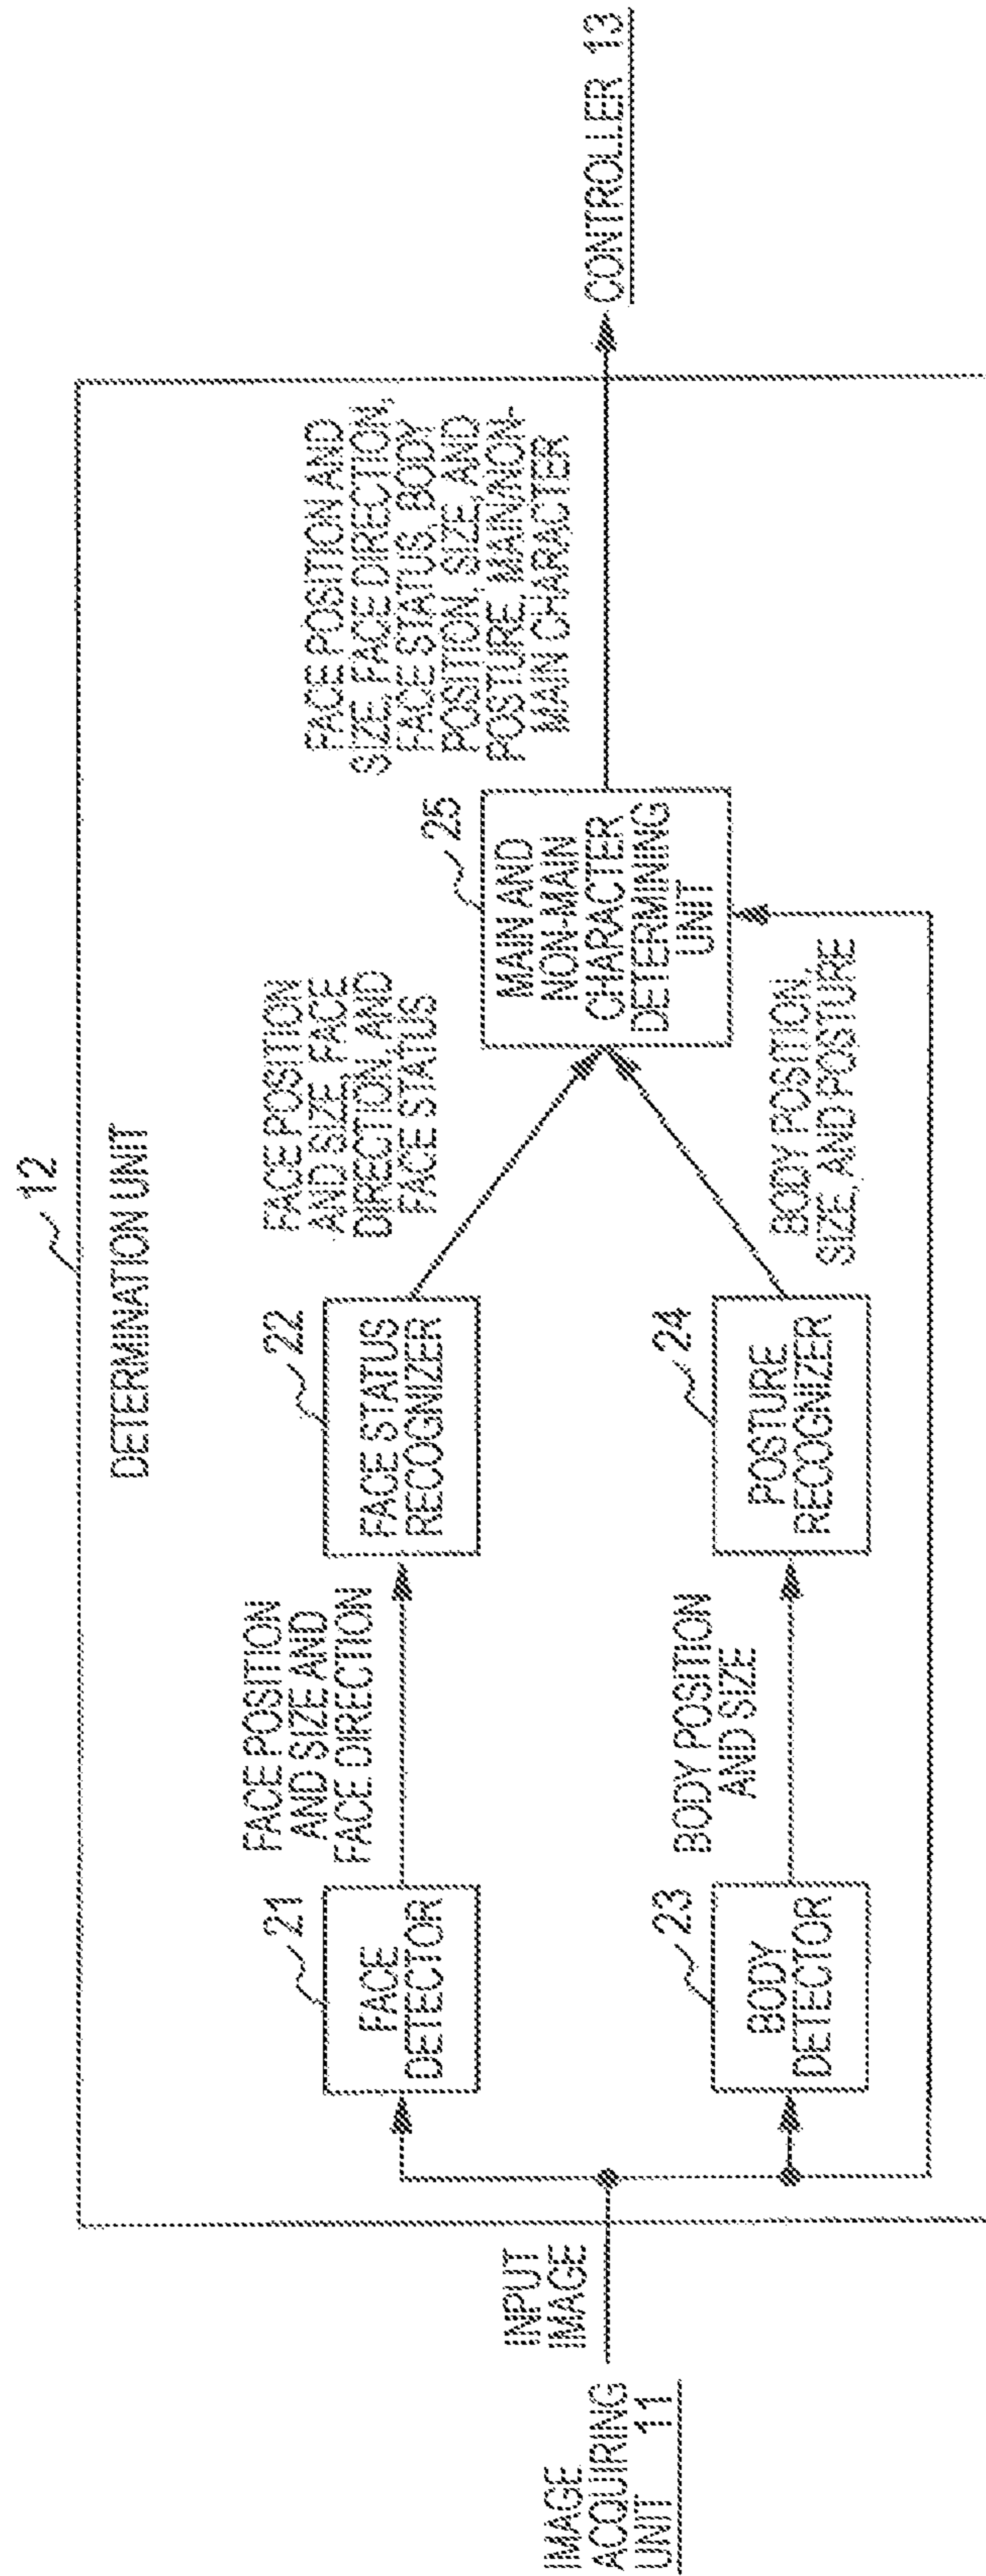 12
DETERMINATION UNIT
IMAGE
ACQUIRING
UNIT 11
INPUT
IMAGE
21
FACE
DETECTOR
FACE POSITION
AND SIZE AND
FACE DIRECTION
22
FACE STATUS
RECOGNIZER
FACE POSITION
AND SIZE, FACE
DIRECTION, AND
FACE STATUS
23
BODY
DETECTOR
BODY POSITION
AND SIZE
24
POSTURE
RECOGNIZER
BODY POSITION,
SIZE, AND POSTURE
25
MAIN AND
NON-MAIN
CHARACTER
DETERMINING
UNIT
FACE POSITION AND
SIZE, FACE DIRECTION,
FACE STATUS, BODY
POSITION, SIZE, AND
POSTURE, MAIN/NON-
MAIN CHARACTER
CONTROLLER 13